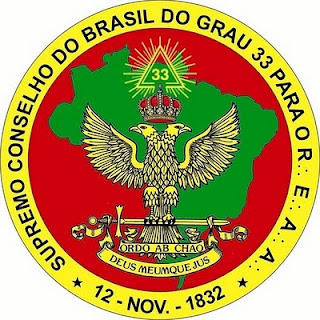 SUPREMO CONSELHO DO BRASIL DO GRAU 33 PARA O R∴ E∴ A∴ A∴
33
ORDO AB CHAO
DEUS MEUMQUE JUS
* 12 - NOV. - 1832 *